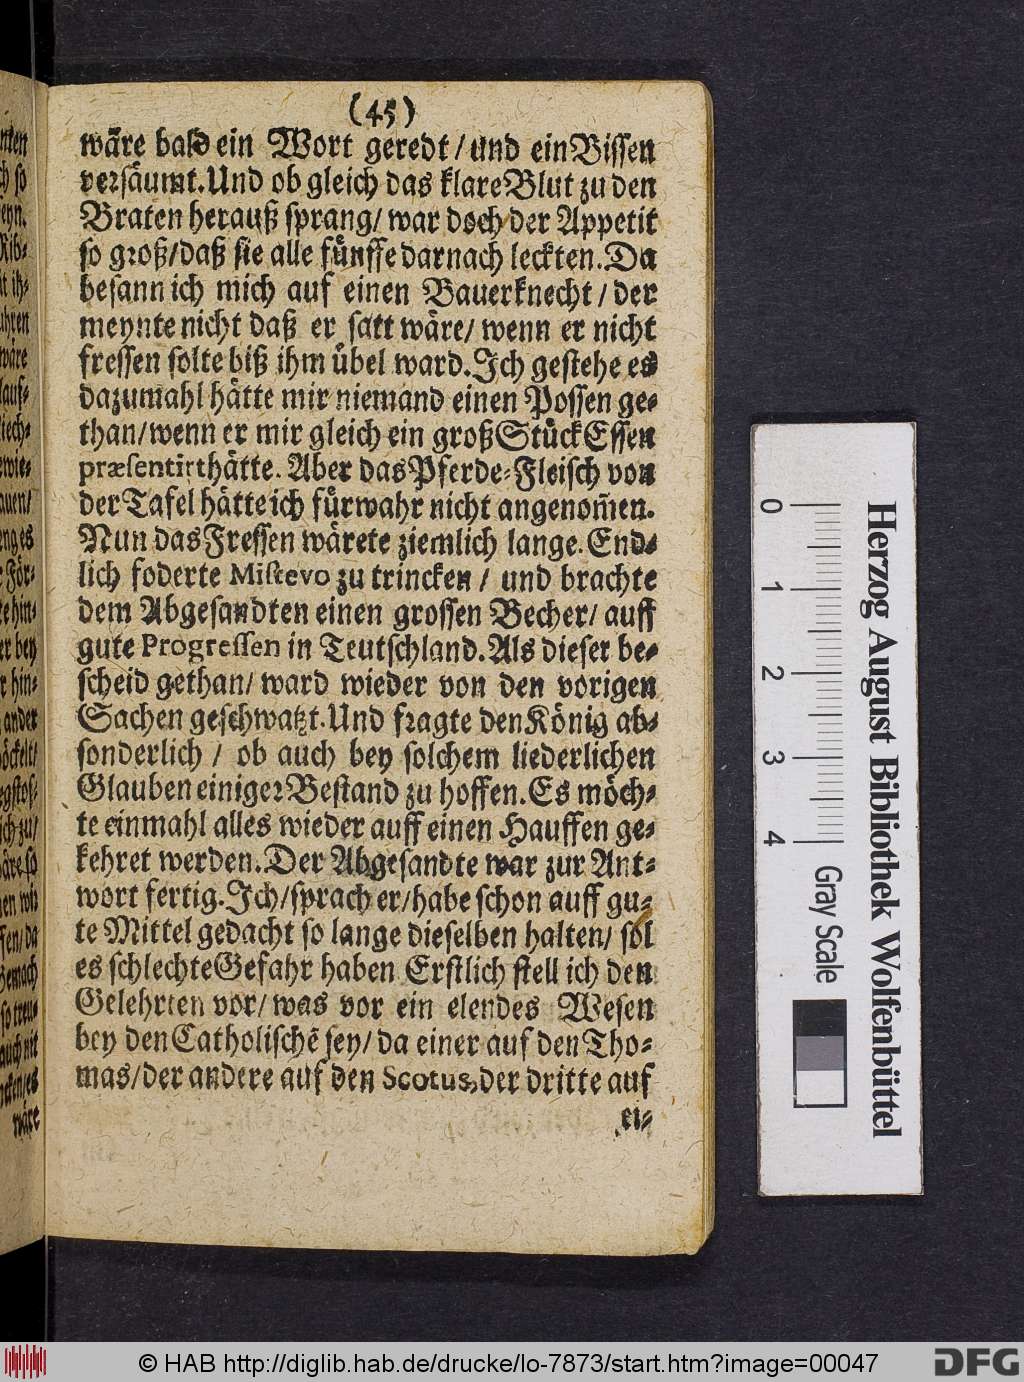 (45)
wäre bald ein Wort geredt / und ein Bissen
versäumt. Und ob gleich das klare Blut zu den
Braten herauß sprang / war doch der Appetit
so groß / daß sie alle fünffe darnach leckten. Da
besann ich mich auf einen Bauerknecht / der
meynte nicht daß er satt wäre / wenn er nicht
fressen solte biß ihm übel ward. Ich gestehe es
dazumahl hätte mir niemand einen Possen ge-
than / wenn er mir gleich ein groß Stück Essen
præsentirt hätte. Aber das Pferde-Fleisch von
der Tafel hätte ich fürwahr nicht angenom̃en.
Nun das Fressen wärete ziemlich lange. End-
lich foderte Mistevo zu trincken / und brachte
dem Abgesandten einen grossen Becher / auff
gute Progressen in Teutschland. Als dieser be-
scheid gethan / ward wieder von den vorigen
Sachen geschwatzt. Und fragte den König ab-
sonderlich / ob auch bey solchem liederlichen
Glauben einiger Bestand zu hoffen. Es möch-
te einmahl alles wieder auff einen Hauffen ge-
kehret werden. Der Abgesandte war zur Ant-
wort fertig. Ich / sprach er / habe schon auff gu-
te Mittel gedacht so lange dieselben halten / sol
es schlechte Gefahr haben Erstlich stell ich den
Gelehrten vor / was vor ein elendes Wesen
bey den Catholischē sey / da einer auf den Tho-
mas / der andere auf den Scotus, der dritte auf
ei-
wäre
0 1 2 3 4
Gray Scale
Herzog August Bibliothek Wolfenbüttel
© HAB http://diglib.hab.de/drucke/lo-7873/start.htm?image=00047
DFG